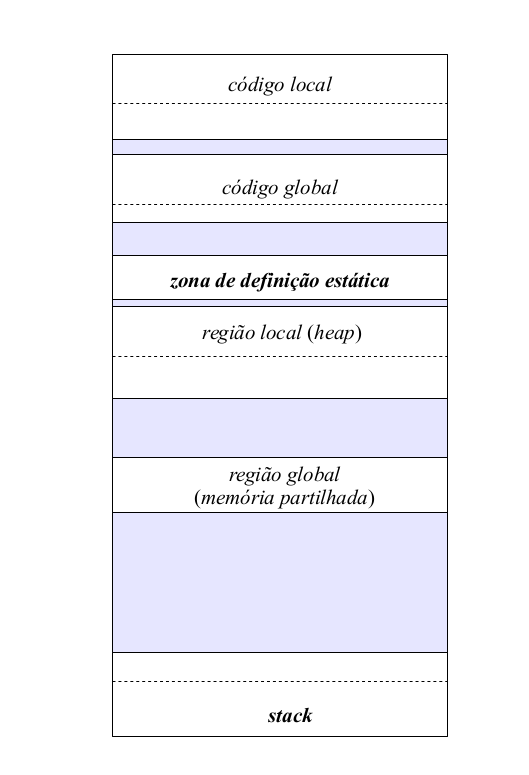 código local
código global
zona de definição estática
região local (heap)
região global
(memória partilhada)
stack